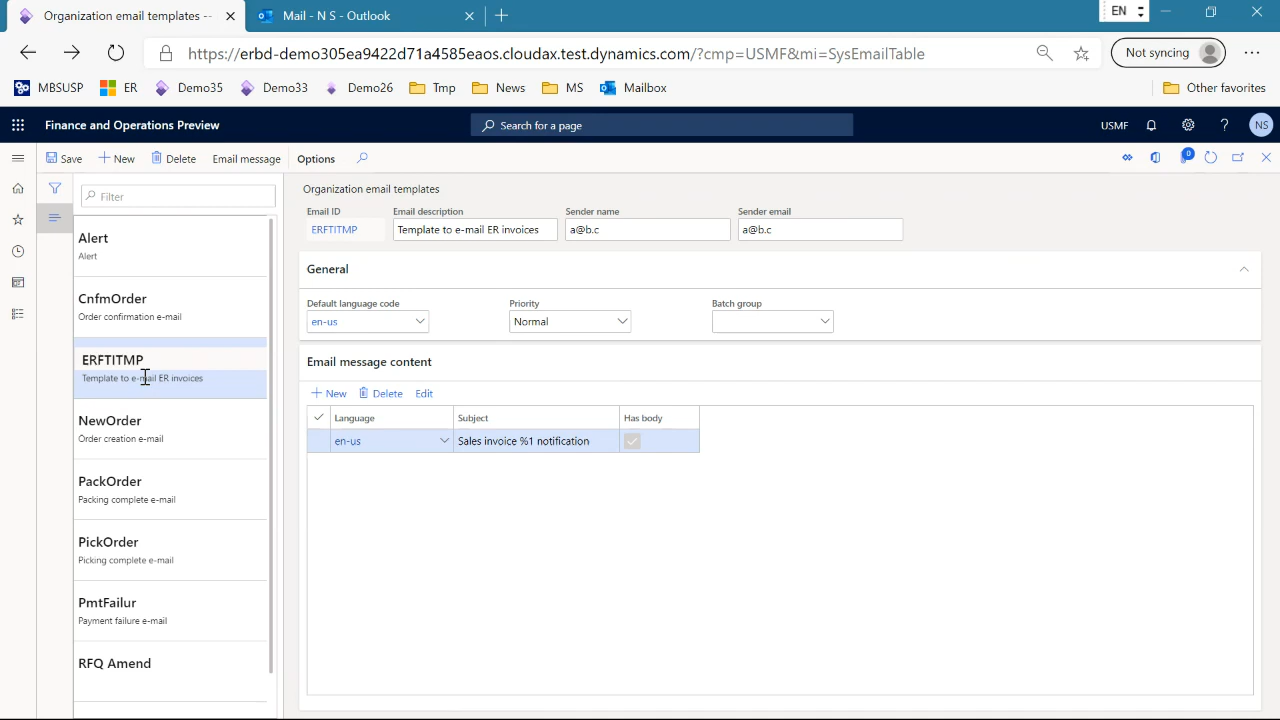 Organization email templates --
Mail - N S - Outlook
EN
https://erbd-demo305ea9422d71a4585eaos.cloudax.test.dynamics.com/?cmp=USMF&mi=SysEmailTable
Not syncing
MBSUSP
ER
Demo35
Demo33
Demo26
Tmp
News
MS
Mailbox
Other favorites
Finance and Operations Preview
Search for a page
USMF
?
NS
Save
New
Delete
Email message
Options
0
Filter
Alert
Alert
CnfmOrder
Order confirmation e-mail
ERFTITMP
Template to e-mail ER invoices
NewOrder
Order creation e-mail
PackOrder
Packing complete e-mail
PickOrder
Picking complete e-mail
PmtFailur
Payment failure e-mail
RFQ Amend
Organization email templates
Email ID
Email description
Sender name
Sender email
ERFTITMP
Template to e-mail ER invoices
a@b.c
a@b.c
General
Default language code
Priority
Batch group
en-us
Normal
Email message content
New
Delete
Edit
Language
Subject
Has body
en-us
Sales invoice %1 notification